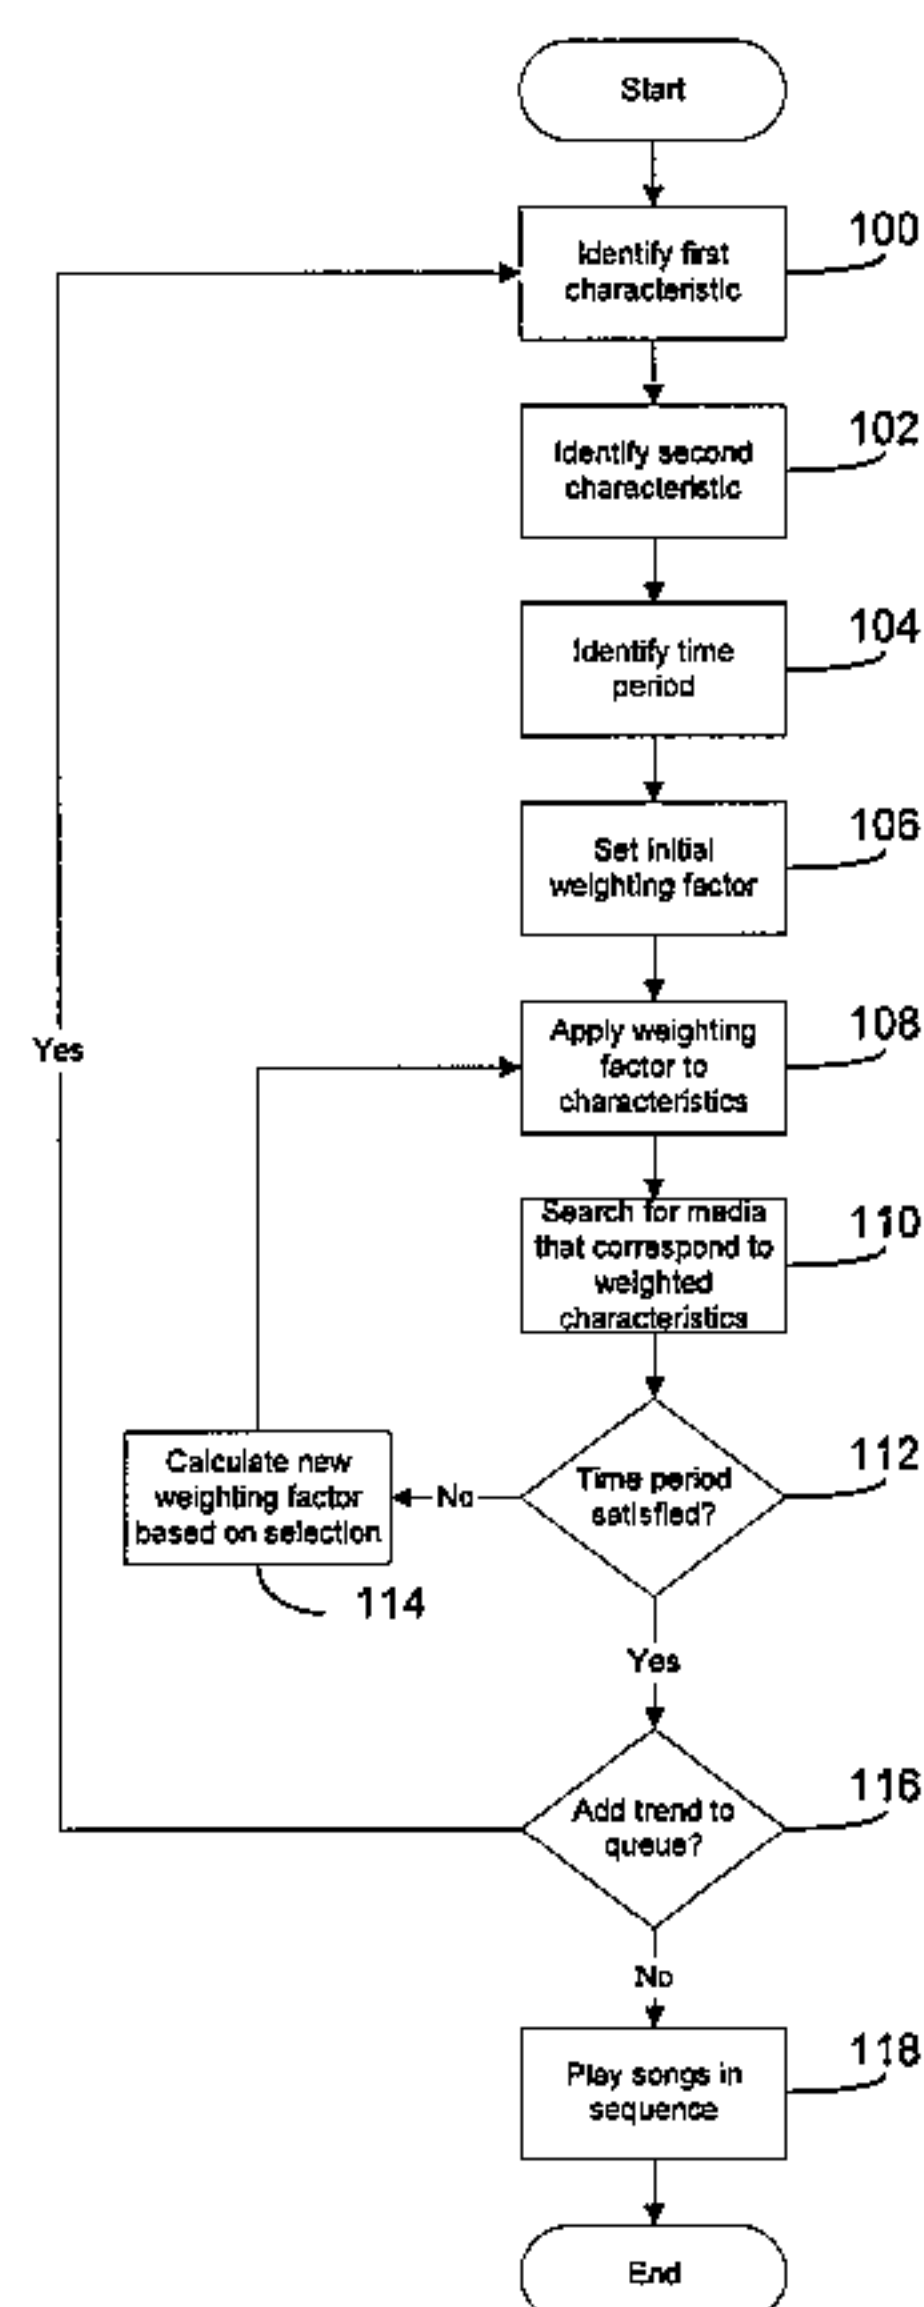 Start
Identify first
characteristic
100
Identify second
characteristic
102
Identify time
period
104
Set initial
weighting factor
106
Yes
Apply weighting
factor to
characteristics
108
Search for media
that correspond to
weighted
characteristics
110
Calculate new
weighting factor
based on selection
114
No
Time period
satisfied?
112
Yes
Add trend to
queue?
116
No
Play songs in
sequence
118
End